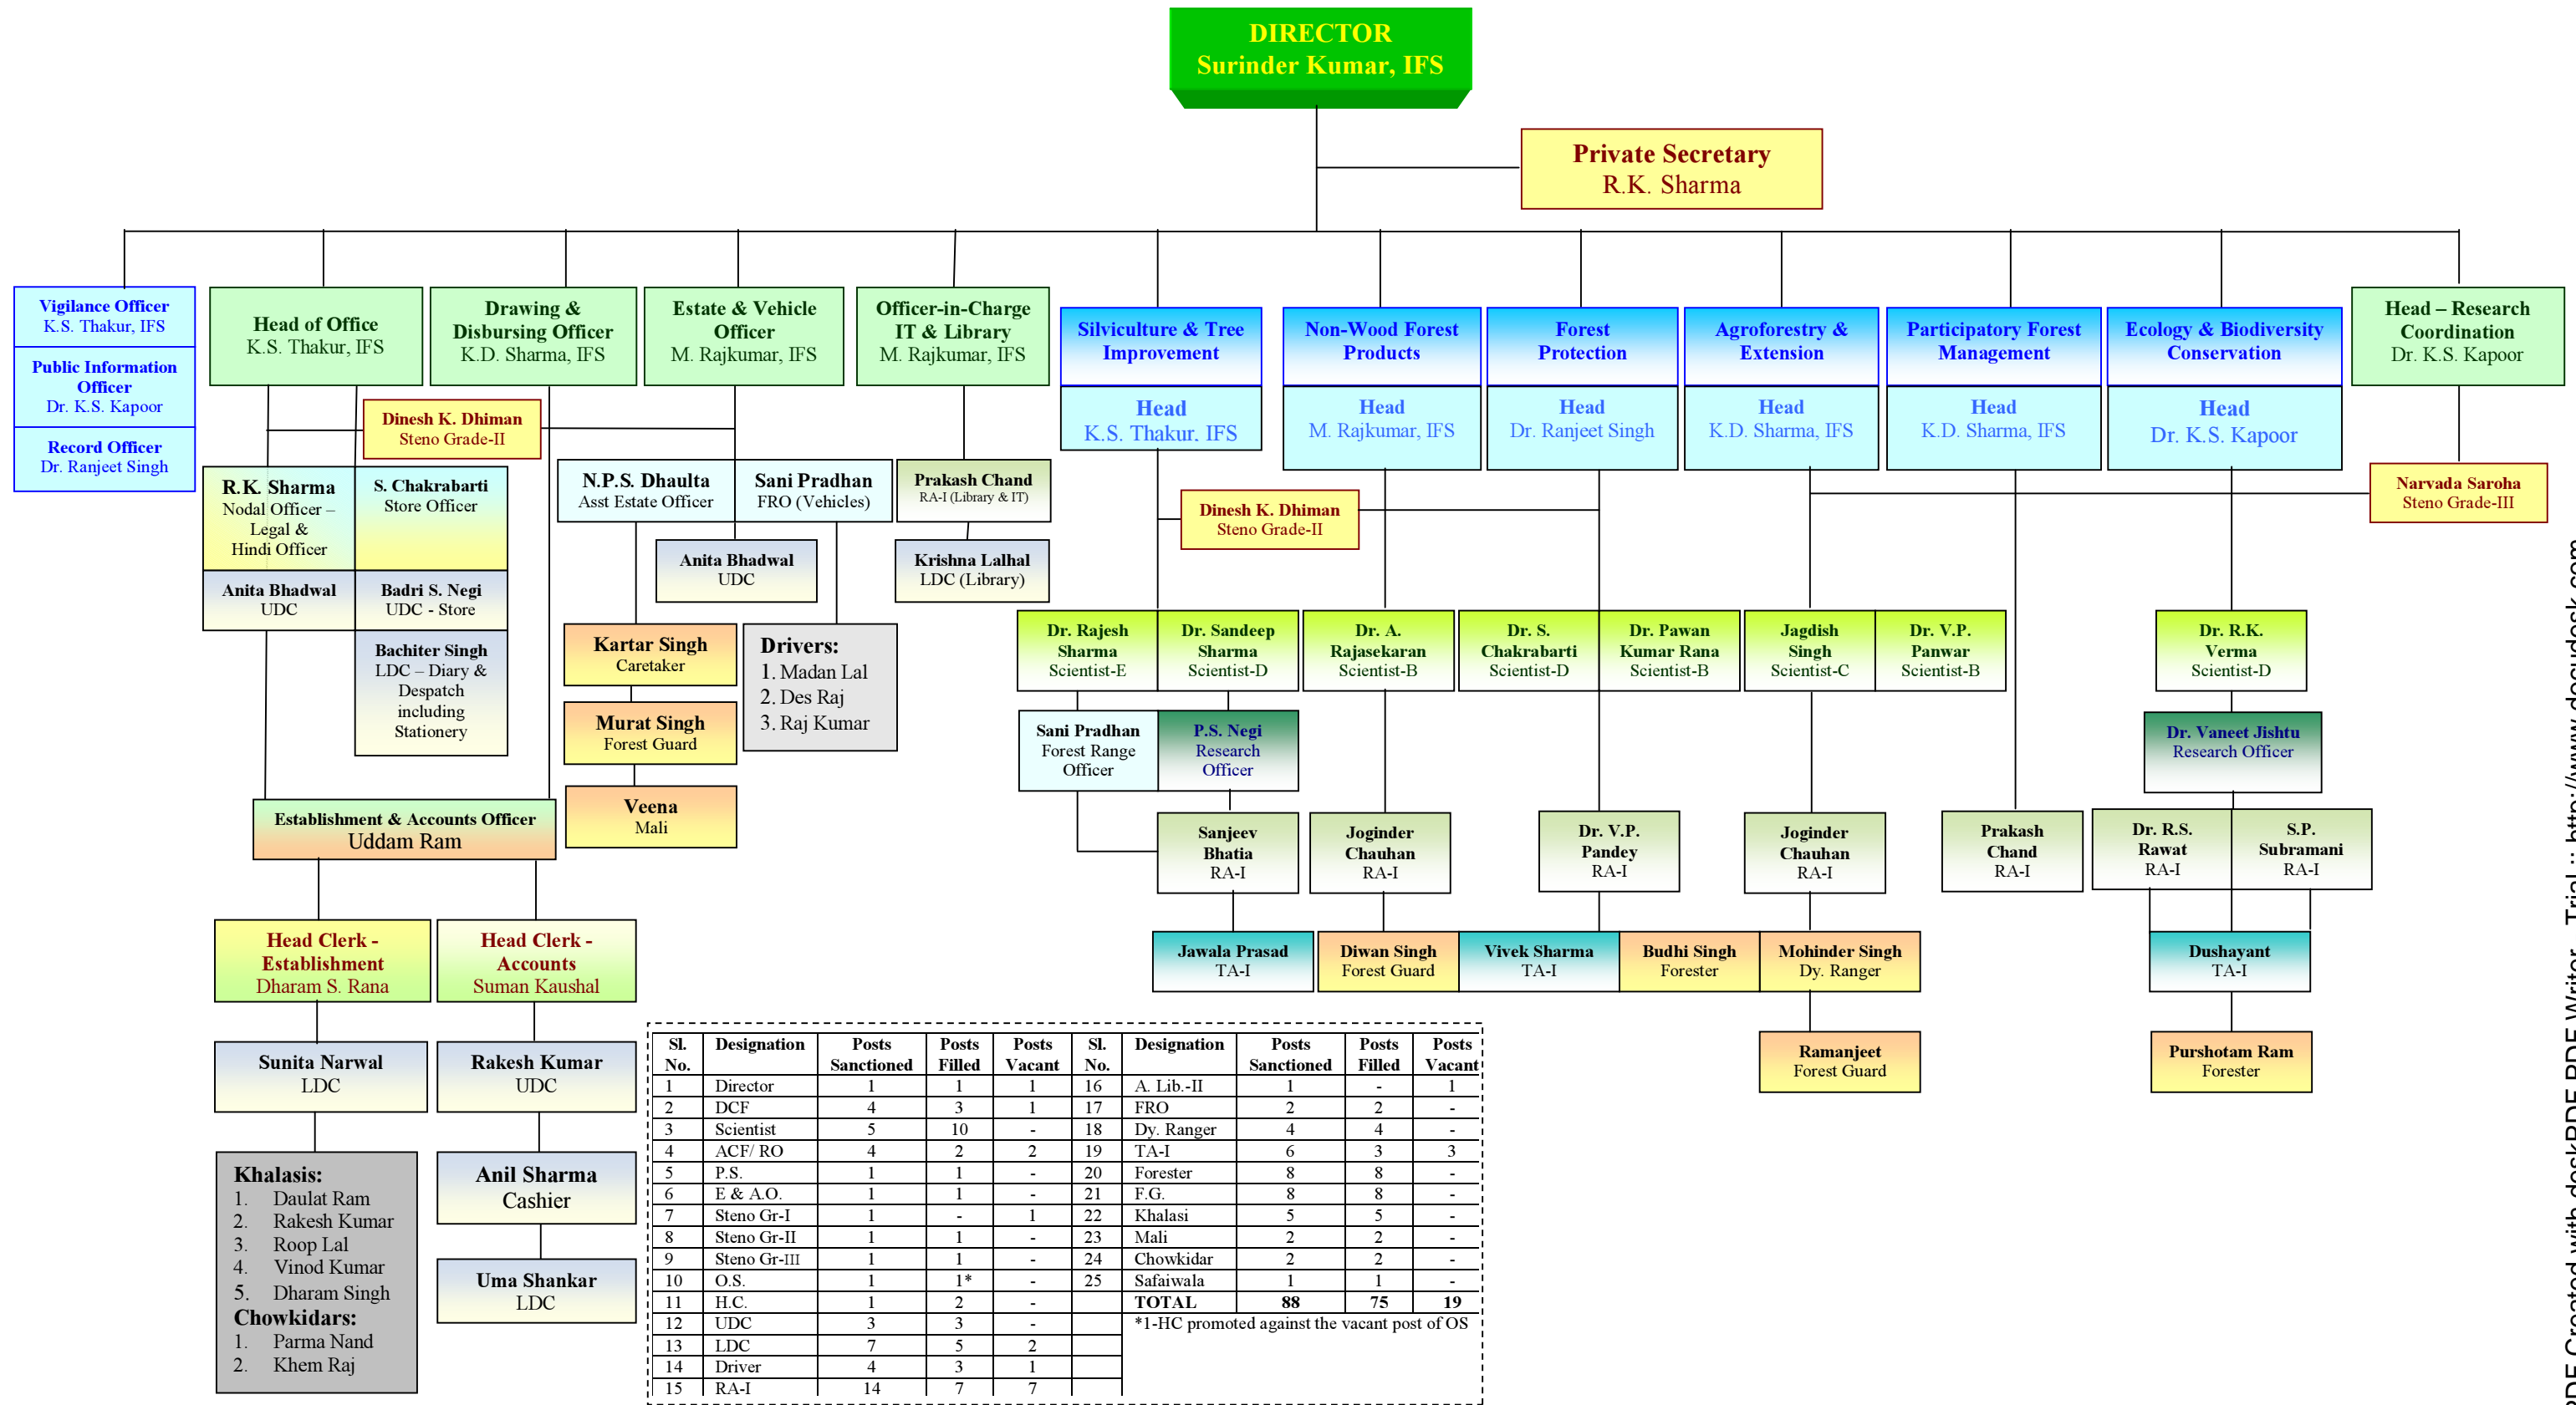 DIRECTOR
Surinder Kumar, IFS
Private Secretary
R.K. Sharma
Vigilance Officer
K.S. Thakur, IFS
Public Information
Officer
Dr. K.S. Kapoor
Record Officer
Dr. Ranjeet Singh
Head of Office
K.S. Thakur, IFS
Drawing &
Disbursing Officer
K.D. Sharma, IFS
Estate & Vehicle
Officer
M. Rajkumar, IFS
Officer-in-Charge
IT & Library
M. Rajkumar, IFS
Silviculture & Tree
Improvement
Head
K.S. Thakur, IFS
Non-Wood Forest
Products
Head
M. Rajkumar, IFS
Forest
Protection
Head
Dr. Ranjeet Singh
Agroforestry &
Extension
Head
K.D. Sharma, IFS
Participatory Forest
Management
Head
K.D. Sharma, IFS
Ecology & Biodiversity
Conservation
Head
Dr. K.S. Kapoor
Head – Research
Coordination
Dr. K.S. Kapoor
Dinesh K. Dhiman
Steno Grade-II
R.K. Sharma
Nodal Officer –
Legal &
Hindi Officer
S. Chakrabarti
Store Officer
Anita Bhadwal
UDC
Badri S. Negi
UDC - Store
Bachiter Singh
LDC – Diary &
Despatch
including
Stationery
N.P.S. Dhaulta
Asst Estate Officer
Sani Pradhan
FRO (Vehicles)
Anita Bhadwal
UDC
Prakash Chand
RA-I (Library & IT)
Krishna Lalhal
LDC (Library)
Kartar Singh
Caretaker
Murat Singh
Forest Guard
Veena
Mali
Drivers:
1. Madan Lal
2. Des Raj
3. Raj Kumar
Dinesh K. Dhiman
Steno Grade-II
Narvada Saroha
Steno Grade-III
Dr. Rajesh
Sharma
Scientist-E
Dr. Sandeep
Sharma
Scientist-D
Dr. A.
Rajasekaran
Scientist-B
Dr. S.
Chakrabarti
Scientist-D
Dr. Pawan
Kumar Rana
Scientist-B
Jagdish
Singh
Scientist-C
Dr. V.P.
Panwar
Scientist-B
Dr. R.K.
Verma
Scientist-D
Sani Pradhan
Forest Range
Officer
P.S. Negi
Research
Officer
Dr. Vaneet Jishtu
Research Officer
Sanjeev
Bhatia
RA-I
Joginder
Chauhan
RA-I
Dr. V.P.
Pandey
RA-I
Joginder
Chauhan
RA-I
Prakash
Chand
RA-I
Dr. R.S.
Rawat
RA-I
S.P.
Subramani
RA-I
Jawala Prasad
TA-I
Diwan Singh
Forest Guard
Vivek Sharma
TA-I
Budhi Singh
Forester
Mohinder Singh
Dy. Ranger
Dushayant
TA-I
Ramanjeet
Forest Guard
Purshotam Ram
Forester
Establishment & Accounts Officer
Uddam Ram
Head Clerk -
Establishment
Dharam S. Rana
Head Clerk -
Accounts
Suman Kaushal
Sunita Narwal
LDC
Rakesh Kumar
UDC
Anil Sharma
Cashier
Uma Shankar
LDC
Khalasis:
1. Daulat Ram
2. Rakesh Kumar
3. Roop Lal
4. Vinod Kumar
5. Dharam Singh
Chowkidars:
1. Parma Nand
2. Khem Raj
Sl. No. Designation Posts Sanctioned Posts Filled Posts Vacant Sl. No. Designation Posts Sanctioned Posts Filled Posts Vacant
1 Director 1 1 1 16 A. Lib.-II 1 - 1
2 DCF 4 3 1 17 FRO 2 2 -
3 Scientist 5 10 - 18 Dy. Ranger 4 4 -
4 ACF/ RO 4 2 2 19 TA-I 6 3 3
5 P.S. 1 1 - 20 Forester 8 8 -
6 E & A.O. 1 1 - 21 F.G. 8 8 -
7 Steno Gr-I 1 - 1 22 Khalasi 5 5 -
8 Steno Gr-II 1 1 - 23 Mali 2 2 -
9 Steno Gr-III 1 1 - 24 Chowkidar 2 2 -
10 O.S. 1 1* - 25 Safaiwala 1 1 -
11 H.C. 1 2 - TOTAL 88 75 19
12 UDC 3 3 - *1-HC promoted against the vacant post of OS
13 LDC 7 5 2
14 Driver 4 3 1
15 RA-I 14 7 7
PDF Created with deskPDF PDF Writer - Trial :: http://www.docudesk.com